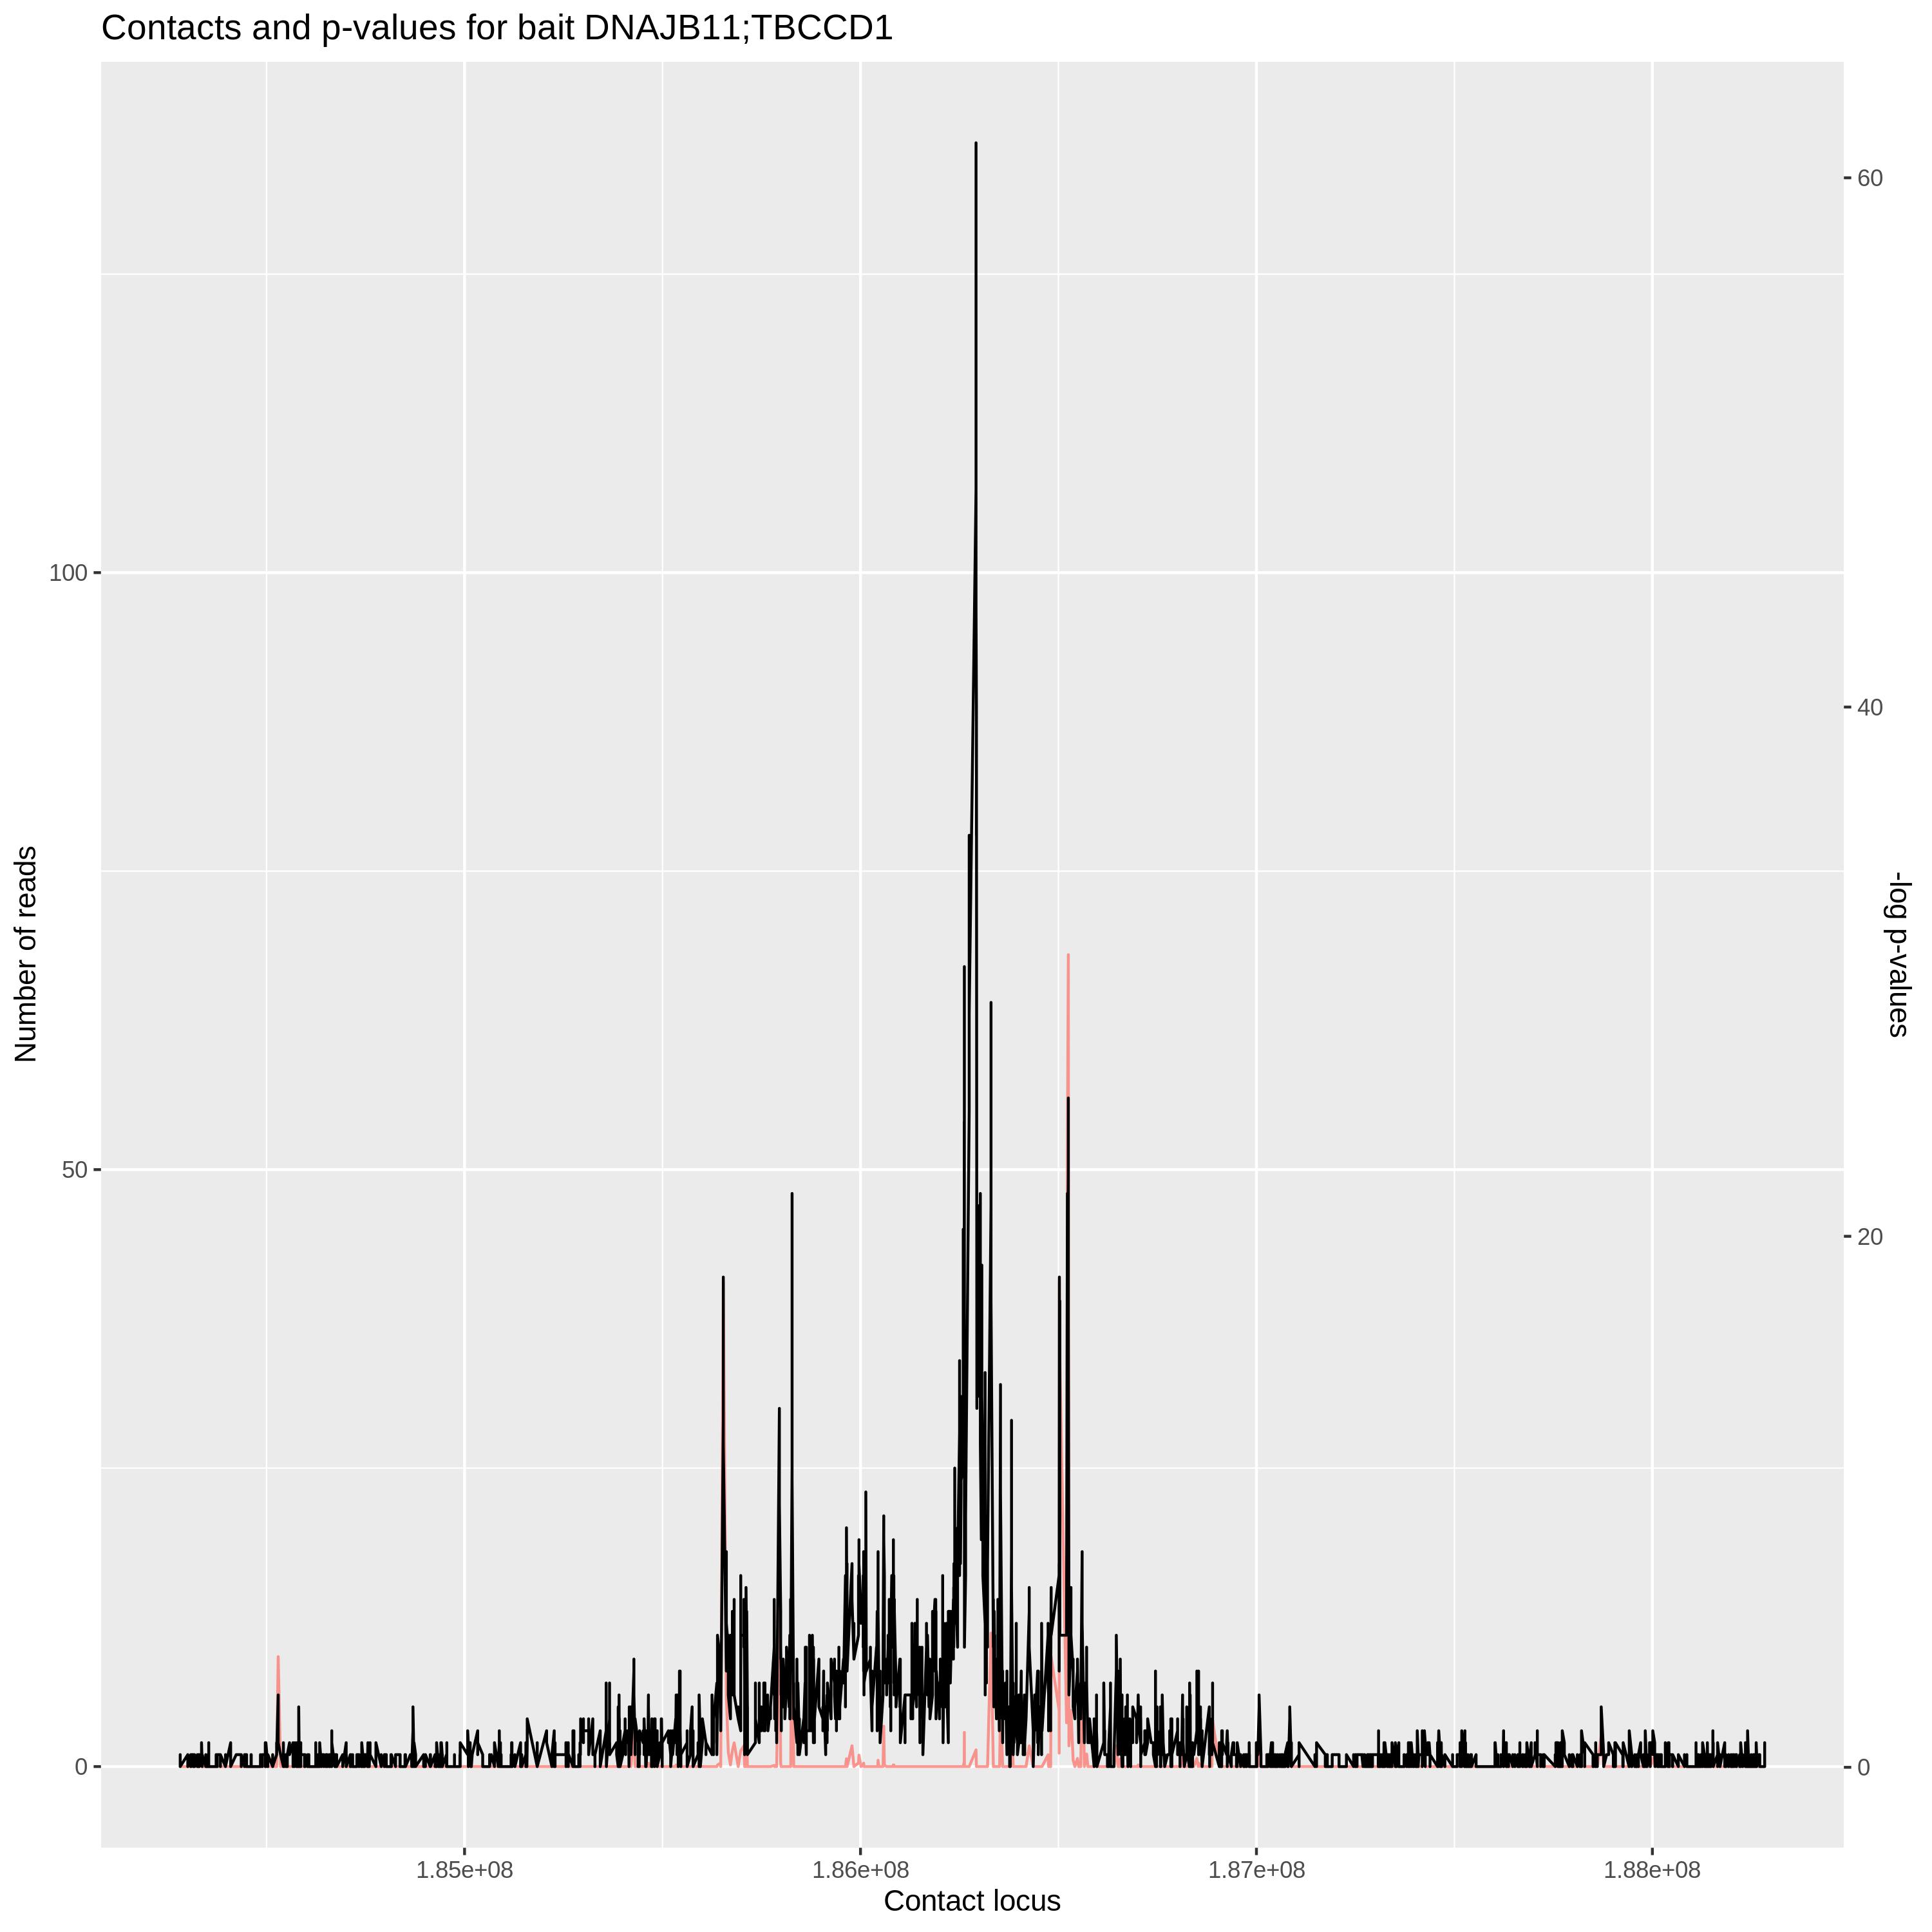 Contacts and p-values for bait DNAJB11;TBCCD1
60
100
40
Number of reads
-log p-values
50
20
0
0
1.85e+08
1.86e+08
1.87e+08
1.88e+08
Contact locus